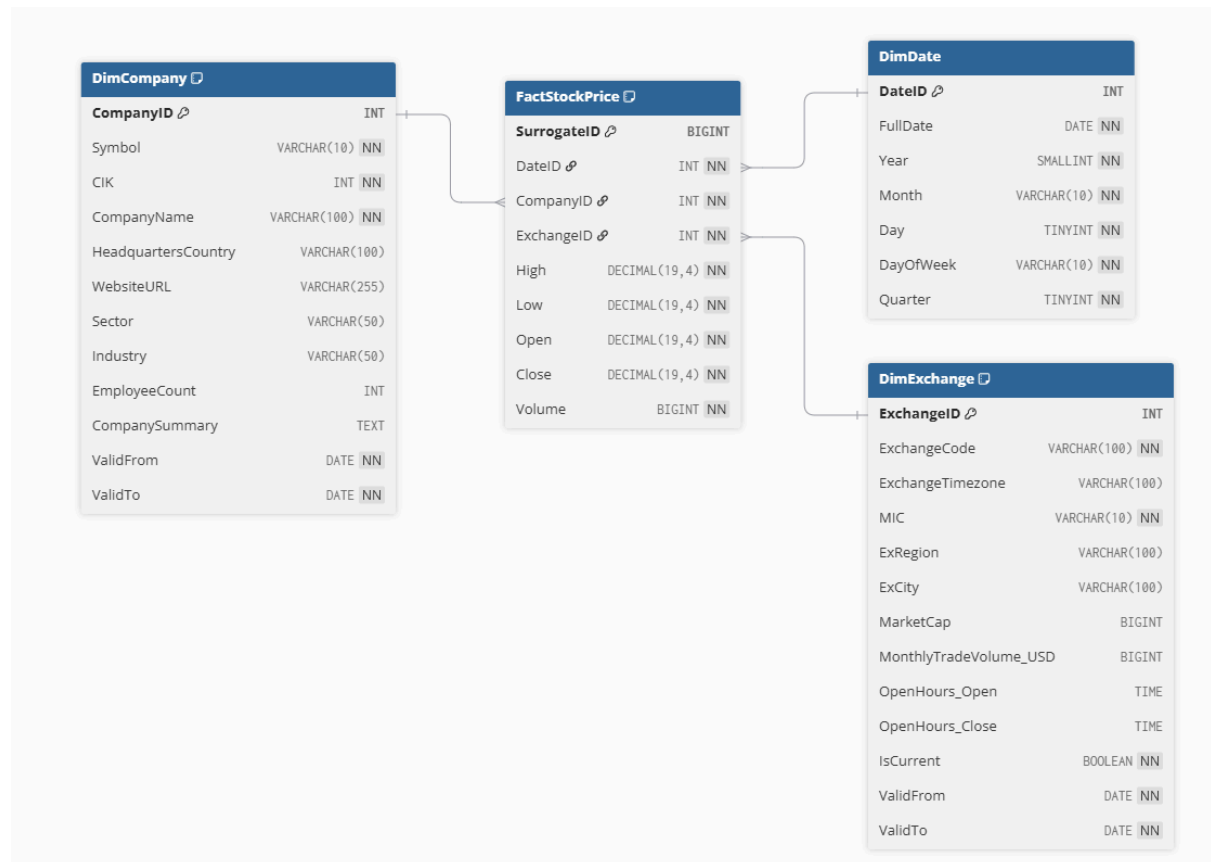 DimCompany
CompanyID INT
Symbol VARCHAR(10) NN
CIK INT NN
CompanyName VARCHAR(100) NN
HeadquartersCountry VARCHAR(100)
WebsiteURL VARCHAR(255)
Sector VARCHAR(50)
Industry VARCHAR(50)
EmployeeCount INT
CompanySummary TEXT
ValidFrom DATE NN
ValidTo DATE NN
FactStockPrice
SurrogateID BIGINT
DateID INT NN
CompanyID INT NN
ExchangeID INT NN
High DECIMAL(19,4) NN
Low DECIMAL(19,4) NN
Open DECIMAL(19,4) NN
Close DECIMAL(19,4) NN
Volume BIGINT NN
DimDate
DateID INT
FullDate DATE NN
Year SMALLINT NN
Month VARCHAR(10) NN
Day TINYINT NN
DayOfWeek VARCHAR(10) NN
Quarter TINYINT NN
DimExchange
ExchangeID INT
ExchangeCode VARCHAR(100) NN
ExchangeTimezone VARCHAR(100)
MIC VARCHAR(10) NN
ExRegion VARCHAR(100)
ExCity VARCHAR(100)
MarketCap BIGINT
MonthlyTradeVolume_USD BIGINT
OpenHours_Open TIME
OpenHours_Close TIME
IsCurrent BOOLEAN NN
ValidFrom DATE NN
ValidTo DATE NN